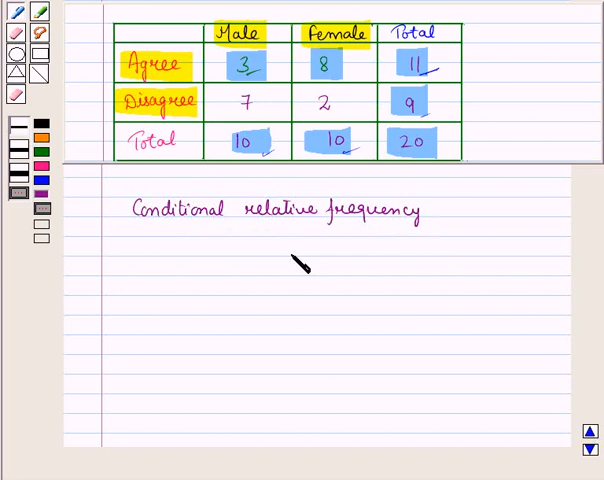 Male Female Total
Agree 3 8 11
Disagree 7 2 9
Total 10 10 20
Conditional relative frequency